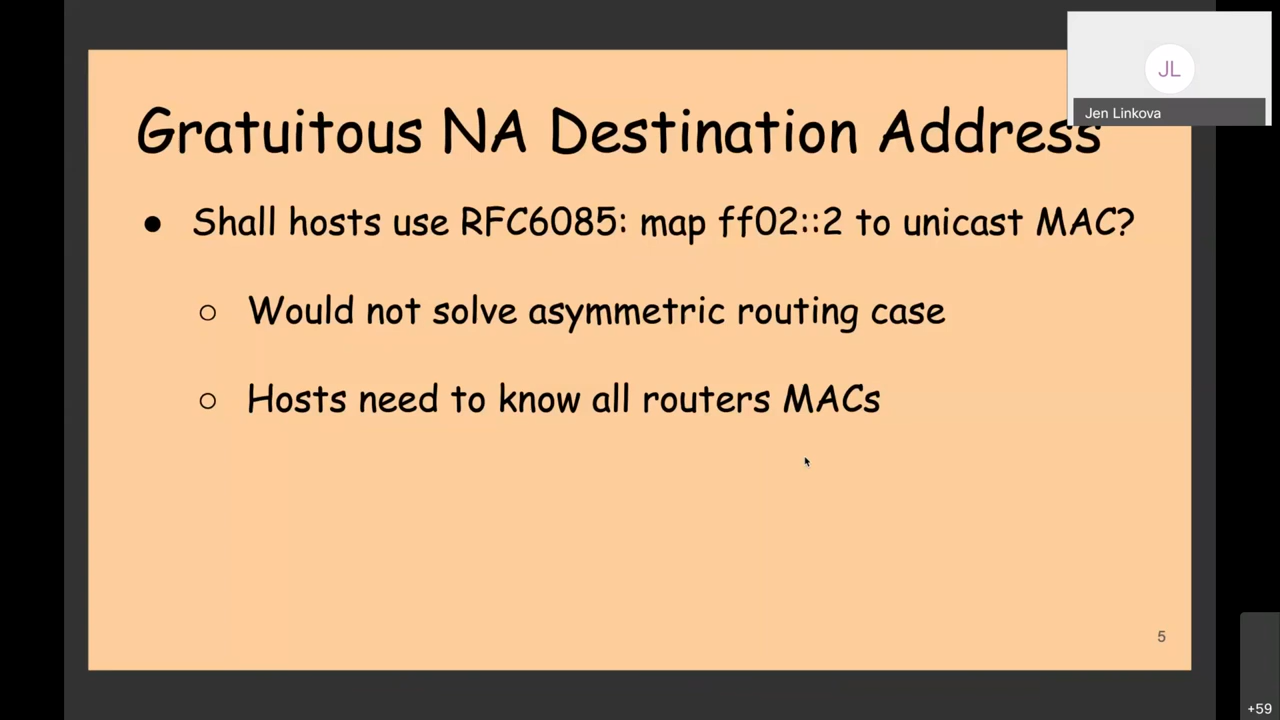 JL
Jen Linkova
Gratuitous NA Destination Address
● Shall hosts use RFC6085: map ff02::2 to unicast MAC?
○ Would not solve asymmetric routing case
○ Hosts need to know all routers MACs
5
+59